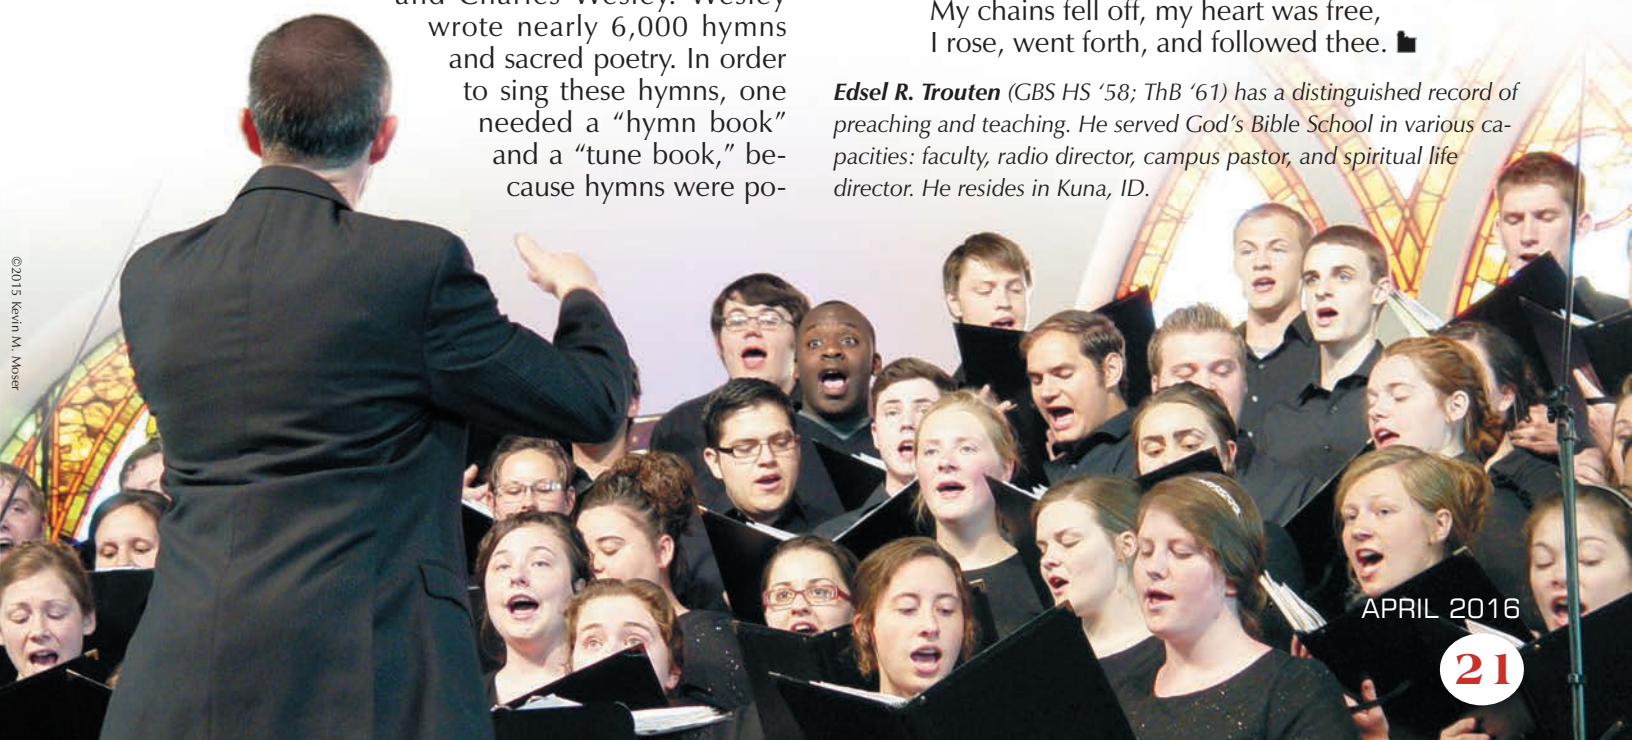 and Charles Wesley. Wesley
wrote nearly 6,000 hymns
and sacred poetry. In order
to sing these hymns, one
needed a “hymn book”
and a “tune book,” be-
cause hymns were po-
My chains fell off, my heart was free,
I rose, went forth, and followed thee.
Edsel R. Trouten (GBS HS ‘58; ThB ‘61) has a distinguished record of
preaching and teaching. He served God’s Bible School in various ca-
pacities: faculty, radio director, campus pastor, and spiritual life
director. He resides in Kuna, ID.
©2015 Kevin M. Moser
APRIL 2016
21